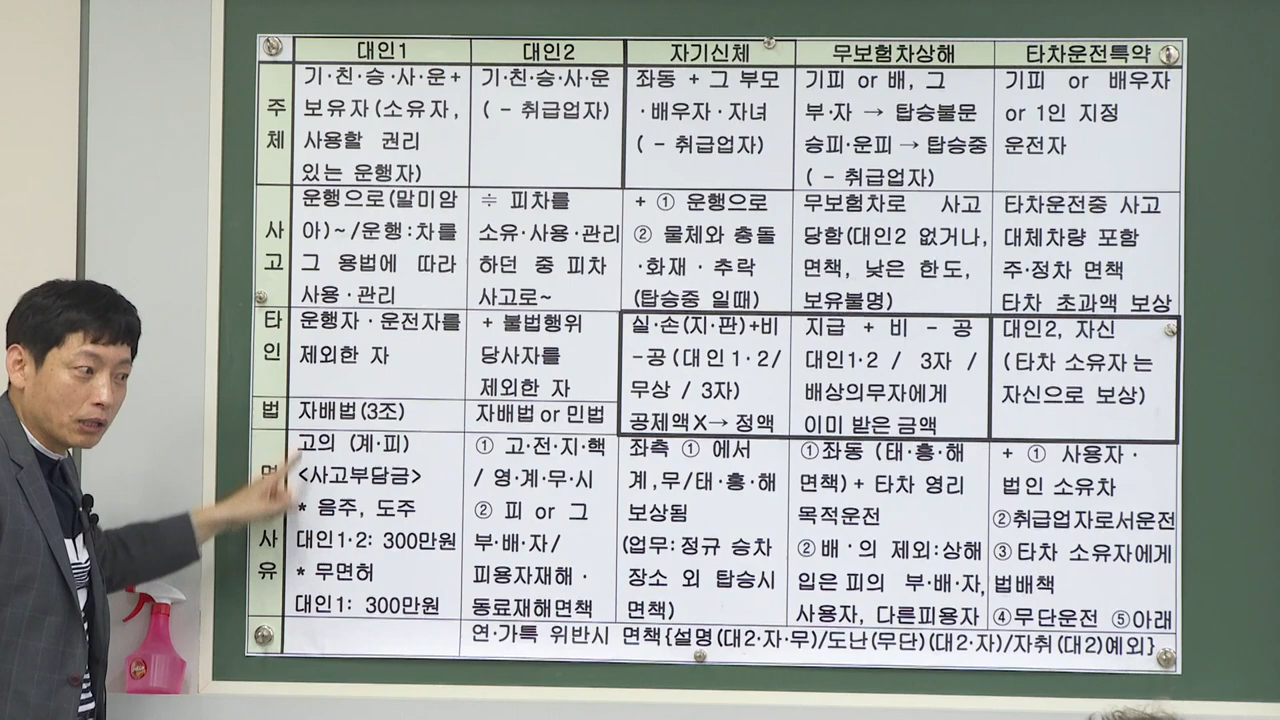 대인1 대인2 자기신체 무보험차상해 타차운전특약
주
체
기·친·승·사·운+
보유자(소유자,
사용할 권리
있는 운행자)
기·친·승·사·운
( - 취급업자)
좌동 + 그 부모
·배우자·자녀
( - 취급업자)
기피 or 배, 그
부·자 → 탑승불문
승피·운피 → 탑승중
( - 취급업자)
기피 or 배우자
or 1인 지정
운전자
사
고
운행으로(말미암
아)~/운행:차를
그 용법에 따라
사용·관리
≒ 피차를
소유·사용·관리
하던 중 피차
사고로~
+ ① 운행으로
② 물체와 충돌
·화재·추락
(탑승중 일때)
무보험차로 사고
당함(대인2 없거나,
면책, 낮은 한도,
보유불명)
타차운전중 사고
대체차량 포함
주·정차 면책
타차 초과액 보상
타
인
운행자·운전자를
제외한 자
+ 불법행위
당사자를
제외한 자
실·손(지·판)+비
-공(대인1·2/
무상 / 3자)
공제액X→ 정액
지급 + 비 - 공
대인1·2 / 3자 /
배상의무자에게
이미 받은 금액
대인2, 자신
(타차 소유자는
자신으로 보상)
법
자배법(3조)
자배법 or 민법
면
사
유
고의 (계·피)
<사고부담금>
* 음주, 도주
대인1·2: 300만원
* 무면허
대인1: 300만원
① 고·전·지·핵
/ 영·계·무·시
② 피 or 그
부·배·자/
피용자재해·
동료재해면책
좌측 ① 에서
계,무/태·흥·해
보상됨
(업무:정규 승차
장소 외 탑승시
면책)
①좌동 (태·흥·해
면책)+ 타차 영리
목적운전
②배·의 제외:상해
입은 피의 부·배·자,
사용자, 다른피용자
+ ① 사용자·
법인 소유차
②취급업자로서운전
③타차 소유자에게
법배책
④무단운전 ⑤아래
연·가특 위반시 면책{설명(대2·자·무)/도난(무단)(대2·자)/자취(대2)예외}